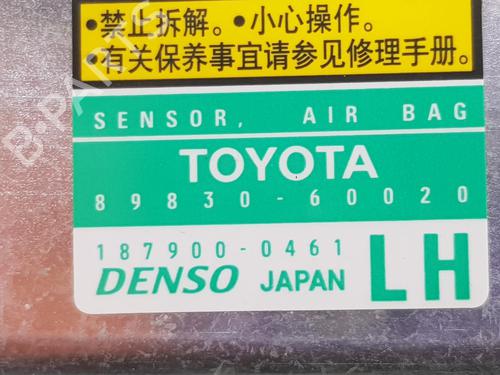 •禁止拆解。•小心操作。
•有关保养事宜请参见修理手册。
SENSOR, AIR BAG
TOYOTA
89830-60020
187900-0461
DENSO JAPAN LH
B-PARTS